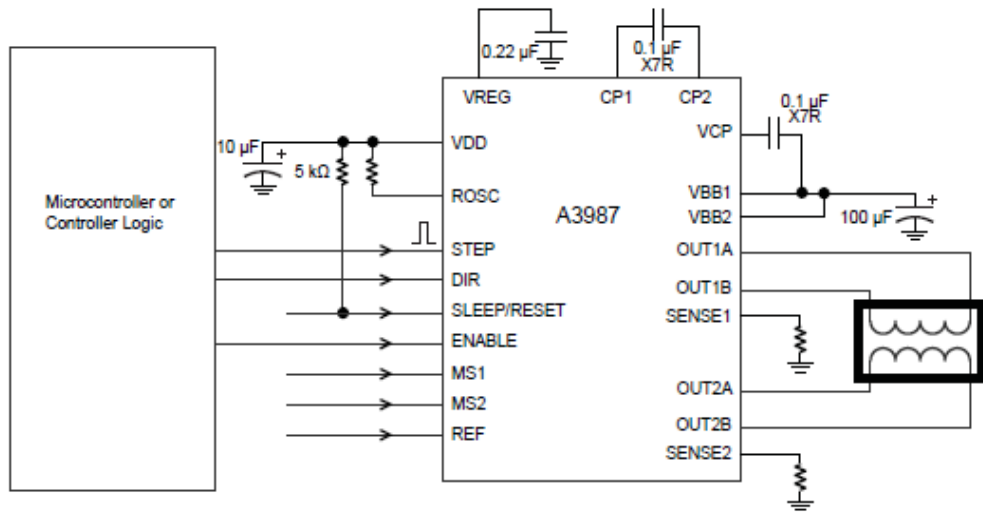 0.22 µF
0.1 µF
X7R
VREG
CP1
CP2
0.1 µF
X7R
VCP
10 µF
+
VDD
5 kΩ
Microcontroller or
Controller Logic
ROSC
A3987
VBB1
VBB2
+
100 µF
STEP
OUT1A
DIR
OUT1B
SLEEP/RESET
SENSE1
ENABLE
MS1
OUT2A
MS2
OUT2B
REF
SENSE2